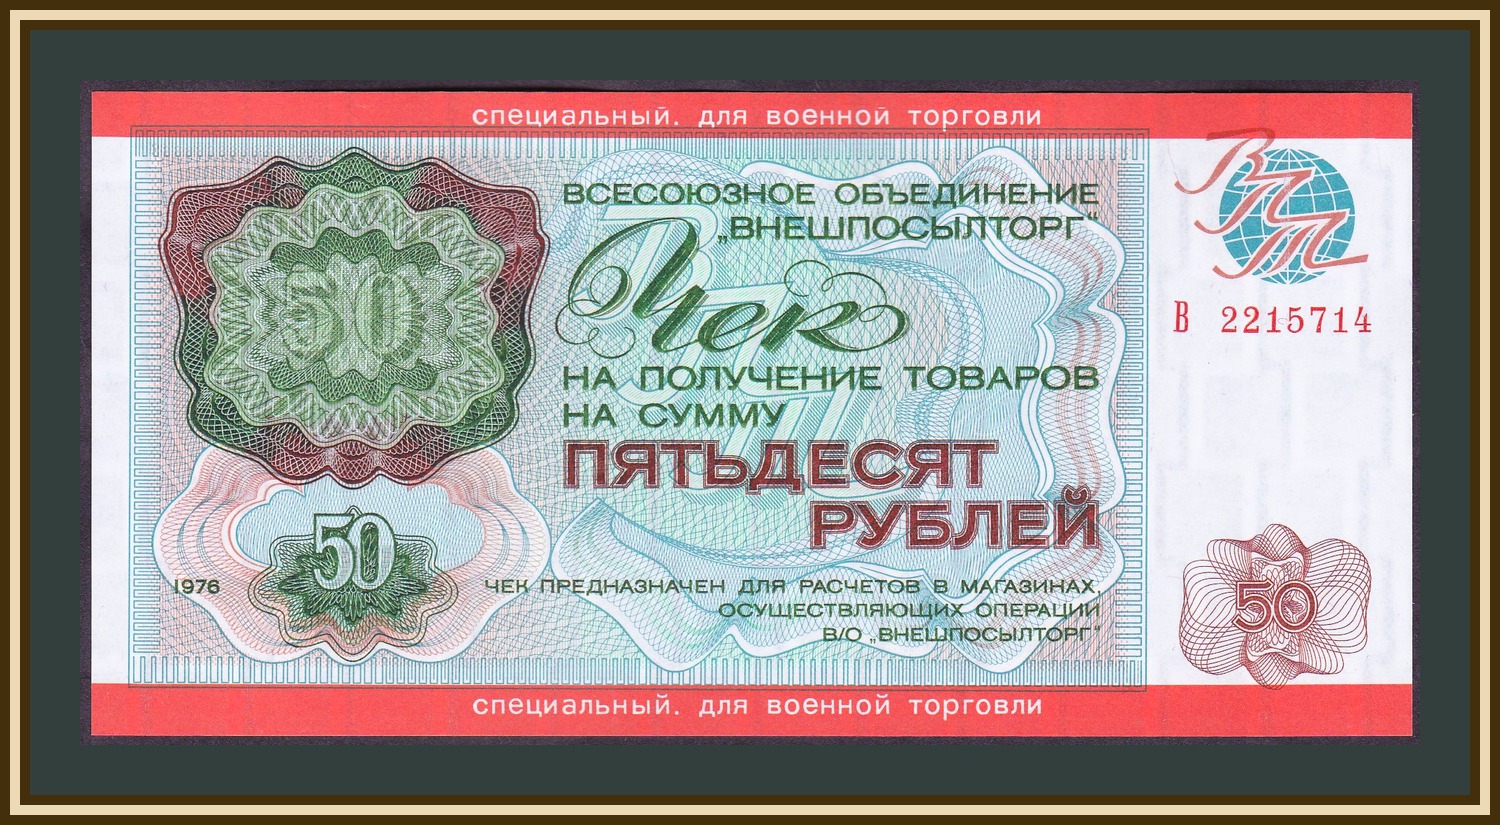 специальный. для военной торговли
50
ВСЕСОЮЗНОЕ ОБЪЕДИНЕНИЕ
„ВНЕШПОСЫЛТОРГ“
Чек
НА ПОЛУЧЕНИЕ ТОВАРОВ
НА СУММУ
ПЯТЬДЕСЯТ
РУБЛЕЙ
ВПТ
В 2215714
50
1976
ЧЕК ПРЕДНАЗНАЧЕН ДЛЯ РАСЧЕТОВ В МАГАЗИНАХ,
ОСУЩЕСТВЛЯЮЩИХ ОПЕРАЦИИ
В/О „ВНЕШПОСЫЛТОРГ“
50
специальный. для военной торговли